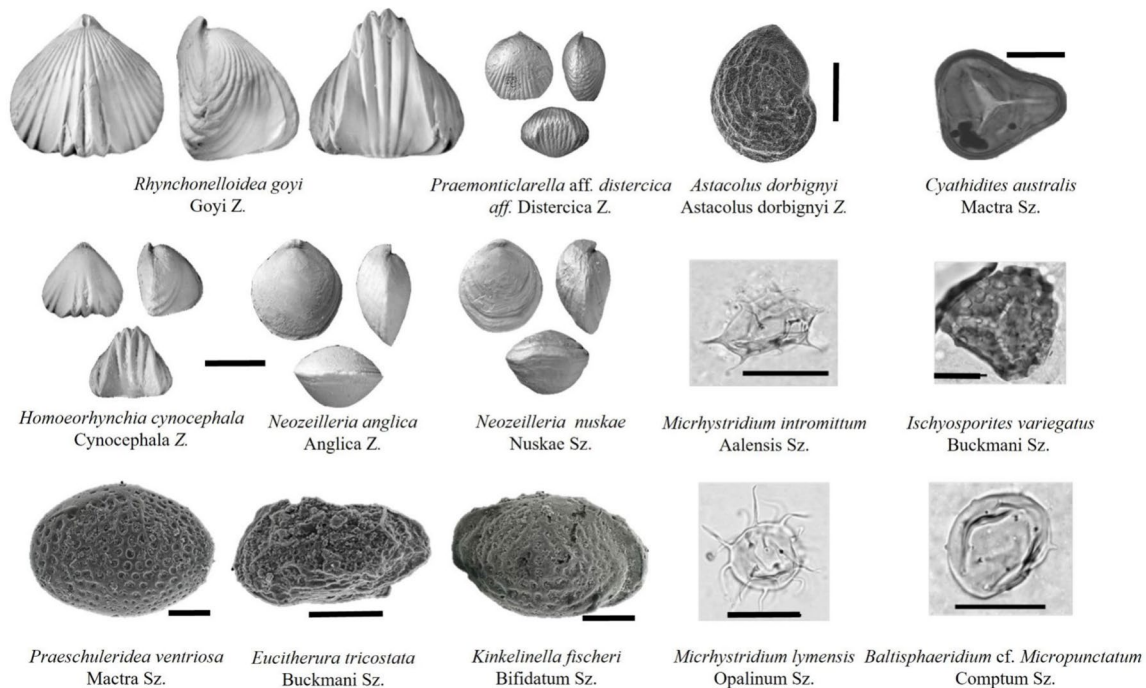 Rhynchonelloidea goyi
Goyi Z.
Praemonticlarella aff. distercica
aff. Distercica Z.
Astacolus dorbignyi
Astacolus dorbignyi Z.
Cyathidites australis
Mactra Sz.
Homoeorhynchia cynocephala
Cynocephala Z.
Neozeilleria anglica
Anglica Z.
Neozeilleria nuskae
Nuskae Sz.
Micrhystridium intromittum
Aalensis Sz.
Ischyosporites variegatus
Buckmani Sz.
Praeschuleridea ventriosa
Mactra Sz.
Eucitherura tricostata
Buckmani Sz.
Kinkelinella fischeri
Bifidatum Sz.
Micrhystridium lymensis
Opalinum Sz.
Baltisphaeridium cf. Micropunctatum
Comptum Sz.